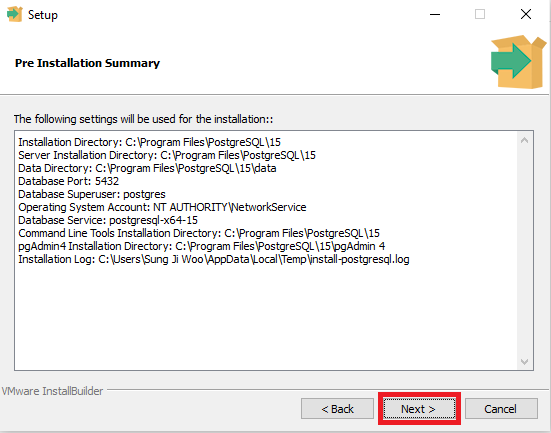 Setup
Pre Installation Summary
The following settings will be used for the installation::
Installation Directory: C:\Program Files\PostgreSQL\15
Server Installation Directory: C:\Program Files\PostgreSQL\15
Data Directory: C:\Program Files\PostgreSQL\15\data
Database Port: 5432
Database Superuser: postgres
Operating System Account: NT AUTHORITY\NetworkService
Database Service: postgresql-x64-15
Command Line Tools Installation Directory: C:\Program Files\PostgreSQL\15
pgAdmin4 Installation Directory: C:\Program Files\PostgreSQL\15\pgAdmin 4
Installation Log: C:\Users\Sung Ji Woo\AppData\Local\Temp\install-postgresql.log
VMware InstallBuilder
< Back Next > Cancel